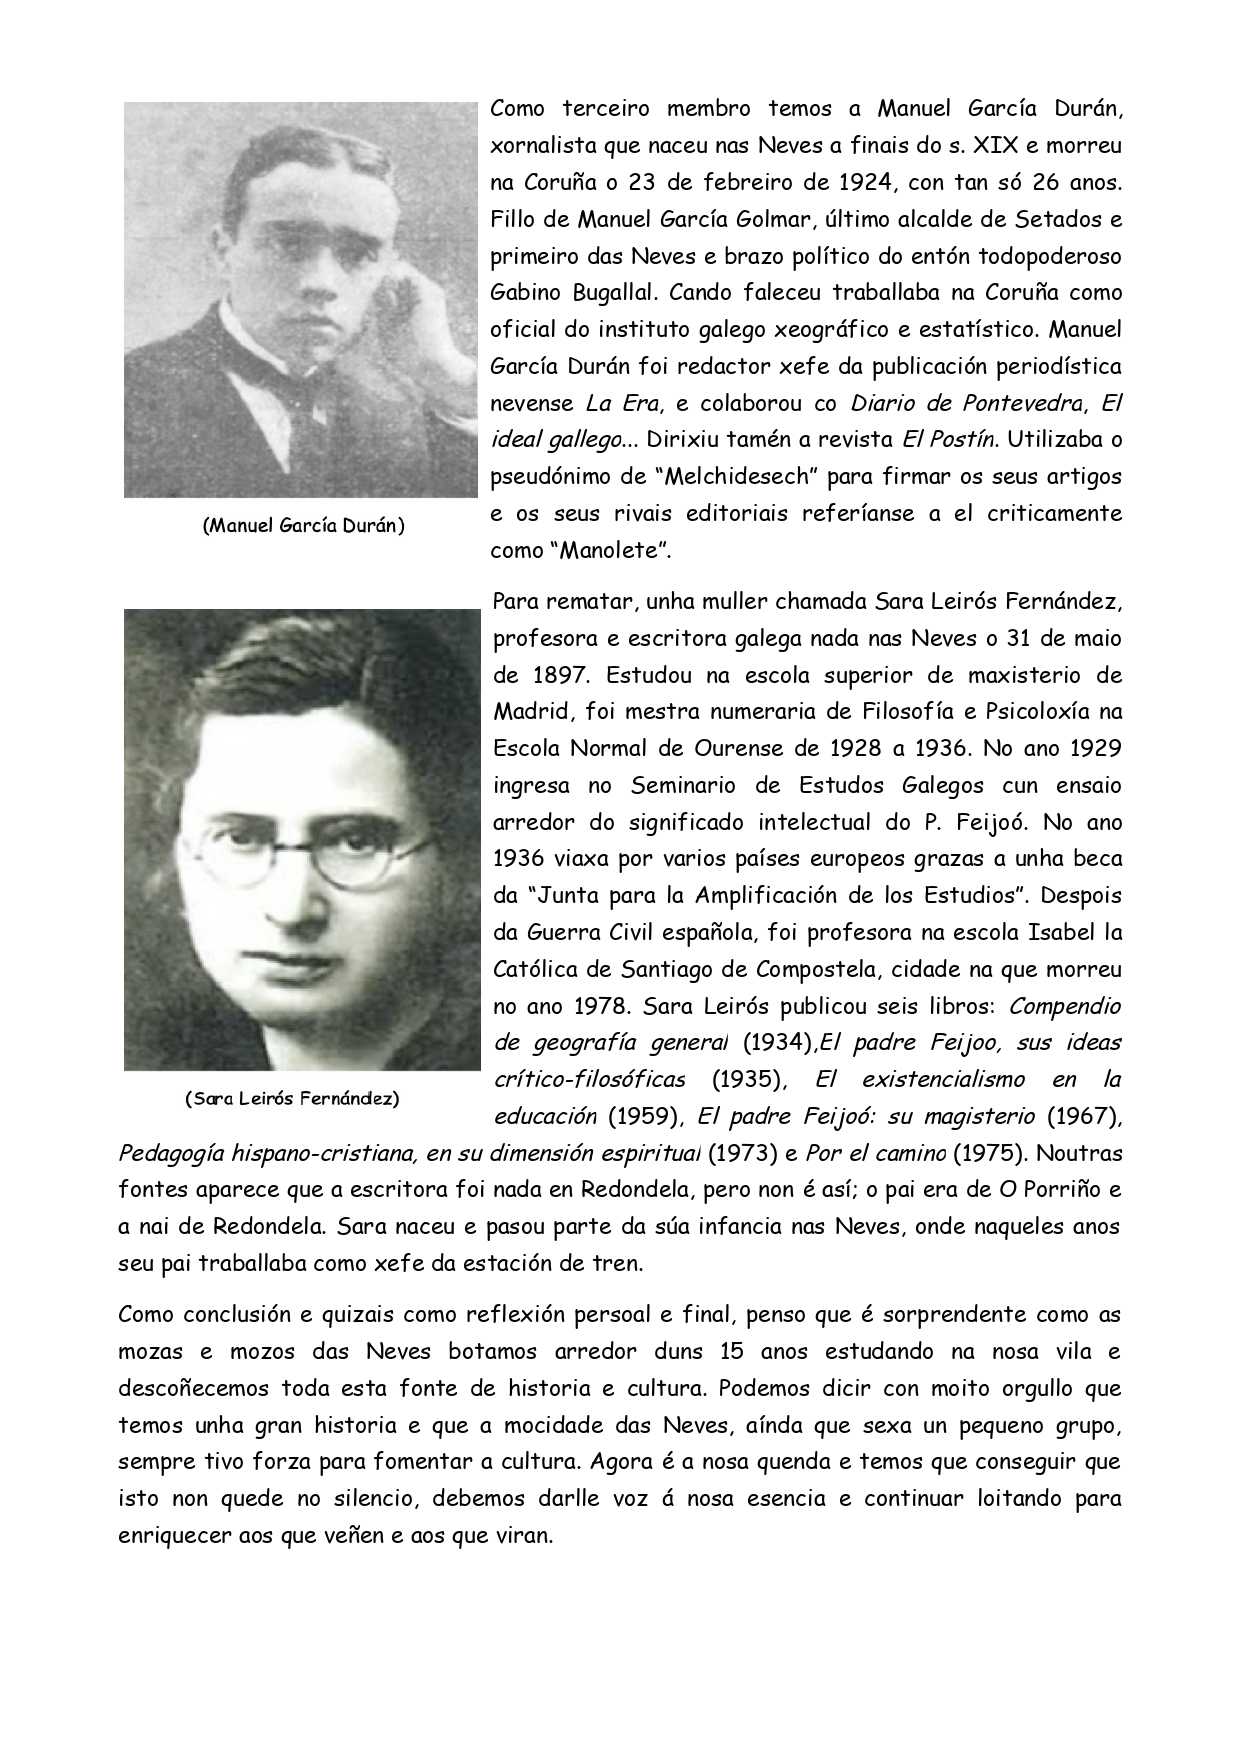 Como terceiro membro temos a Manuel García Durán,
xornalista que naceu nas Neves a finais do s. XIX e morreu
na Coruña o 23 de febreiro de 1924, con tan só 26 anos.
Fillo de Manuel García Golmar, último alcalde de Setados e
primeiro das Neves e brazo político do entón todopoderoso
Gabino Bugallal. Cando faleceu traballaba na Coruña como
oficial do instituto galego xeográfico e estatístico. Manuel
García Durán foi redactor xefe da publicación periodística
nevense La Era, e colaborou co Diario de Pontevedra, El
ideal gallego... Dirixiu tamén a revista El Postín. Utilizaba o
pseudónimo de “Melchidesech” para firmar os seus artigos
e os seus rivais editoriais referíanse a el criticamente
como “Manolete”.
(Manuel García Durán)
Para rematar, unha muller chamada Sara Leirós Fernández,
profesora e escritora galega nada nas Neves o 31 de maio
de 1897. Estudou na escola superior de maxisterio de
Madrid, foi mestra numeraria de Filosofía e Psicoloxía na
Escola Normal de Ourense de 1928 a 1936. No ano 1929
ingresa no Seminario de Estudos Galegos cun ensaio
arredor do significado intelectual do P. Feijoó. No ano
1936 viaxa por varios países europeos grazas a unha beca
da “Junta para la Amplificación de los Estudios”. Despois
da Guerra Civil española, foi profesora na escola Isabel la
Católica de Santiago de Compostela, cidade na que morreu
no ano 1978. Sara Leirós publicou seis libros: Compendio
de geografía general (1934),El padre Feijoo, sus ideas
crítico-filosóficas (1935), El existencialismo en la
educación (1959), El padre Feijoó: su magisterio (1967),
(Sara Leirós Fernández)
Pedagogía hispano-cristiana, en su dimensión espiritual (1973) e Por el camino (1975). Noutras
fontes aparece que a escritora foi nada en Redondela, pero non é así; o pai era de O Porriño e
a nai de Redondela. Sara naceu e pasou parte da súa infancia nas Neves, onde naqueles anos
seu pai traballaba como xefe da estación de tren.
Como conclusión e quizais como reflexión persoal e final, penso que é sorprendente como as
mozas e mozos das Neves botamos arredor duns 15 anos estudando na nosa vila e
descoñecemos toda esta fonte de historia e cultura. Podemos dicir con moito orgullo que
temos unha gran historia e que a mocidade das Neves, aínda que sexa un pequeno grupo,
sempre tivo forza para fomentar a cultura. Agora é a nosa quenda e temos que conseguir que
isto non quede no silencio, debemos darlle voz á nosa esencia e continuar loitando para
enriquecer aos que veñen e aos que viran.